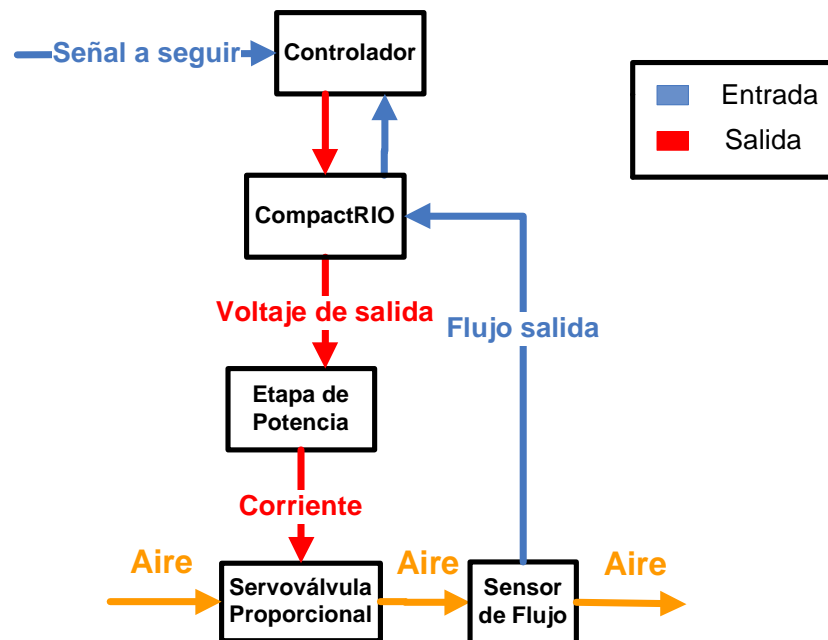 Señal a seguir
Controlador
Entrada
Salida
CompactRIO
Voltaje de salida
Flujo salida
Etapa de
Potencia
Corriente
Aire
Aire
Aire
Servoválvula
Proporcional
Sensor
de Flujo